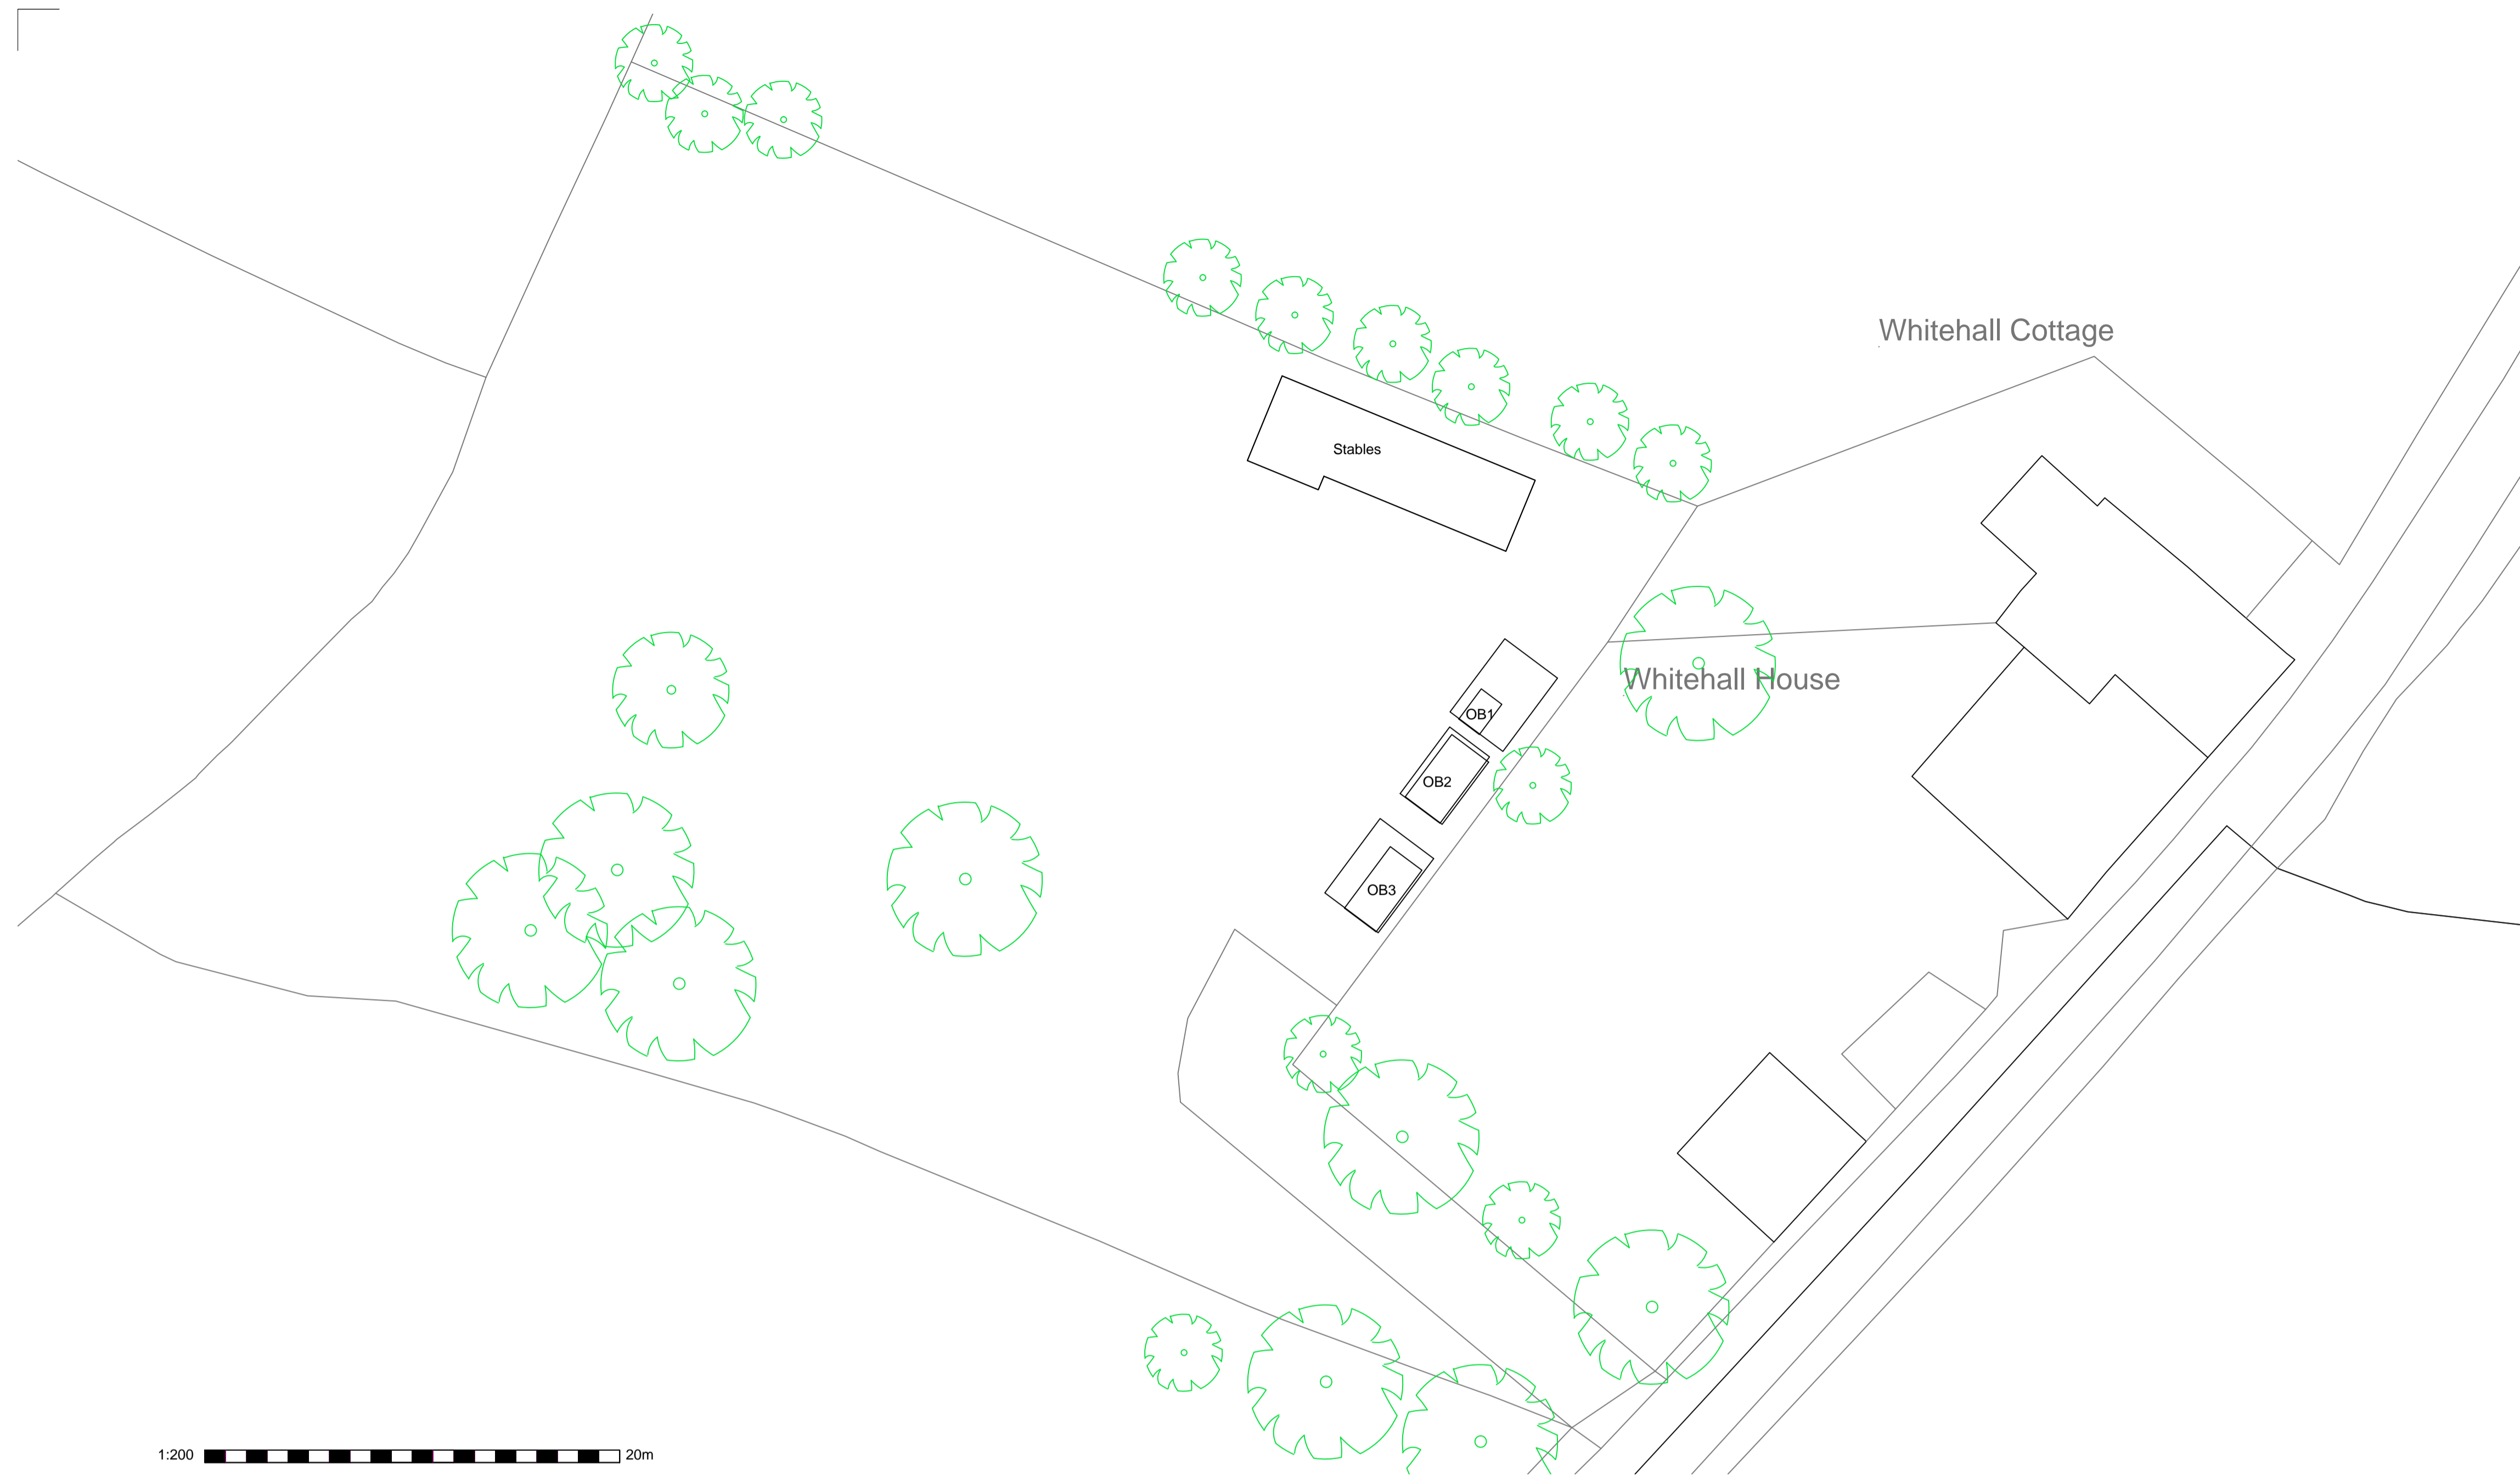 Whitehall Cottage
Stables
Whitehall House
OB1
OB2
OB3
1:200 20m